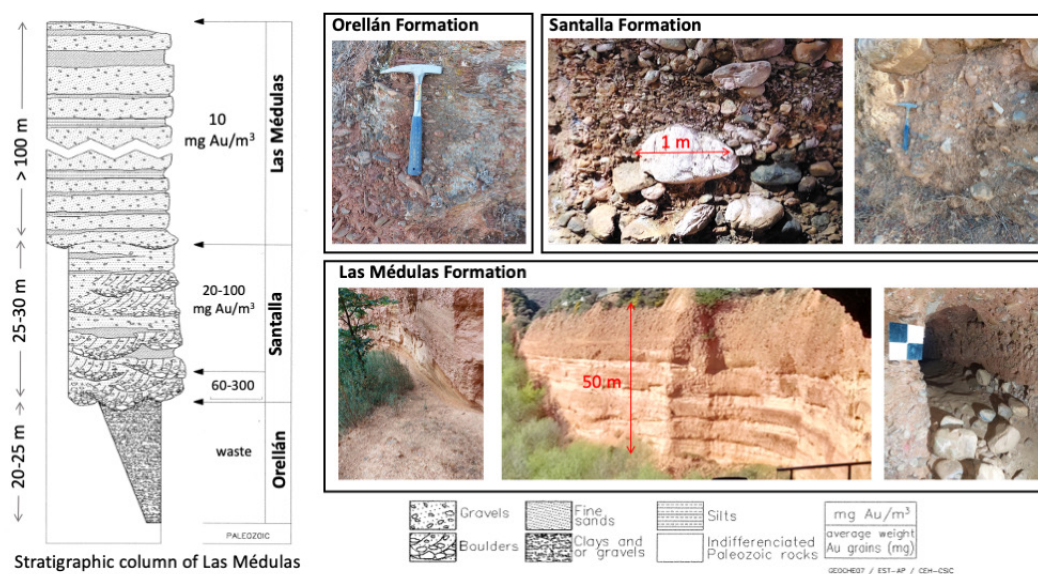 > 100 m
25-30 m
20-25 m
10
mg Au/m³
20-100
mg Au/m³
60-300
waste
Las Médulas
Santalla
Orellán
PALEOZOIC
Stratigraphic column of Las Médulas
Orellán Formation
Santalla Formation
1 m
Las Médulas Formation
50 m
Gravels
Fine
sands
Silts
mg Au/m³
Boulders
Clays and
or gravels
Indifferenciated
Paleozoic rocks
average weight
Au grains (mg)
GEOCHE07 / EST-AP / CEH-CSIC